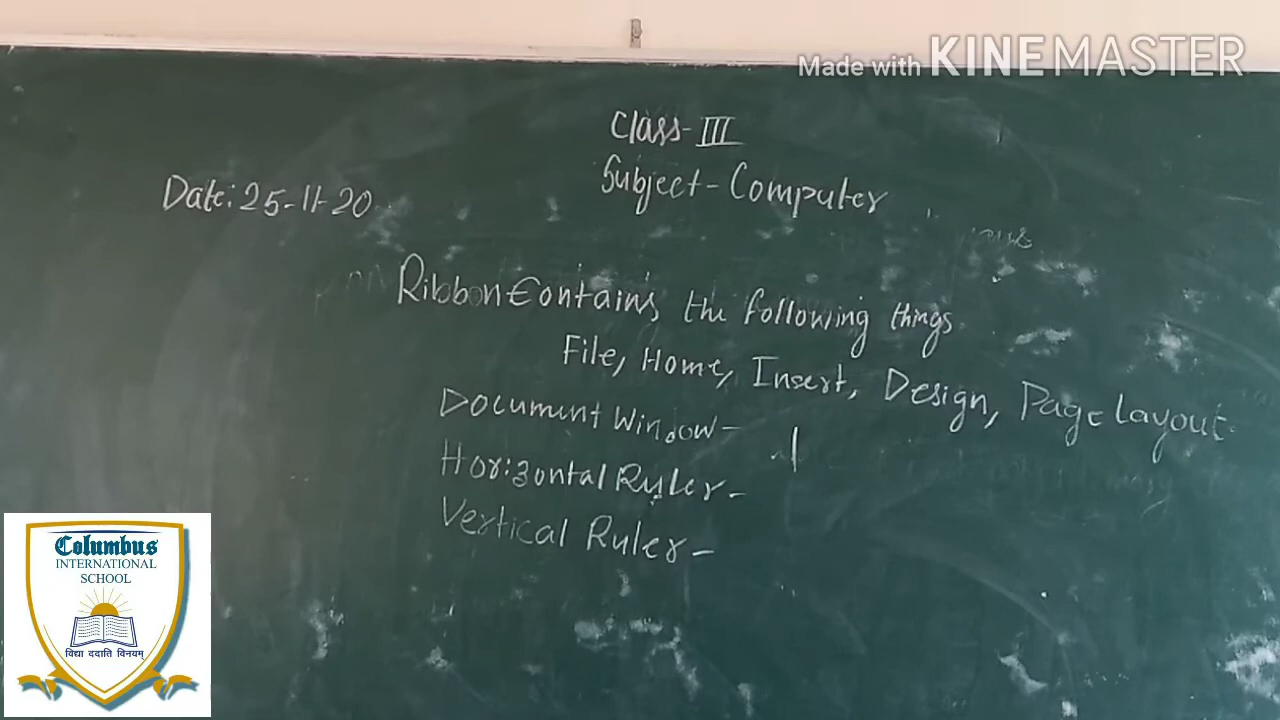 Made with KINEMASTER
Class-III
Subject-Computer
Date: 25-11-20
Ribbon Contains the following things
File, Home, Insert, Design, Page Layout.
Document Window-
Horizontal Ruler-
Vertical Ruler-
Columbus
INTERNATIONAL
SCHOOL
विद्या ददाति विनयम्